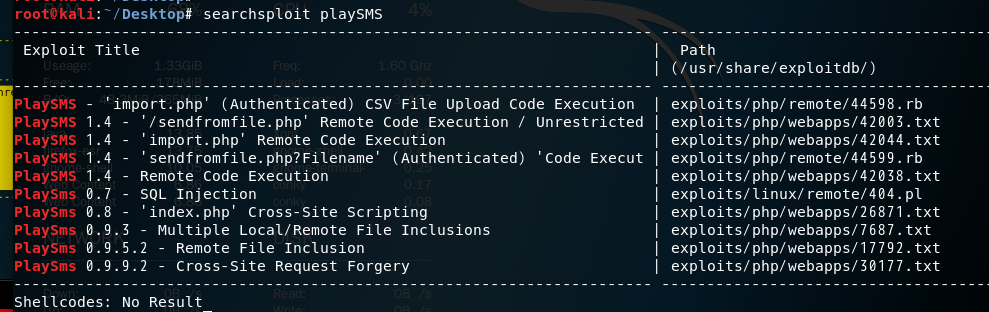 root@kali:~/Desktop# searchsploit playSMS
---------------------------------------------------------------------------- ----------------------------------------
Exploit Title | Path
| (/usr/share/exploitdb/)
---------------------------------------------------------------------------- ----------------------------------------
PlaySMS - 'import.php' (Authenticated) CSV File Upload Code Execution | exploits/php/remote/44598.rb
PlaySMS 1.4 - '/sendfromfile.php' Remote Code Execution / Unrestricted | exploits/php/webapps/42003.txt
PlaySMS 1.4 - 'import.php' Remote Code Execution | exploits/php/webapps/42044.txt
PlaySMS 1.4 - 'sendfromfile.php?Filename' (Authenticated) 'Code Execut | exploits/php/remote/44599.rb
PlaySMS 1.4 - Remote Code Execution | exploits/php/webapps/42038.txt
PlaySms 0.7 - SQL Injection | exploits/linux/remote/404.pl
PlaySms 0.8 - 'index.php' Cross-Site Scripting | exploits/php/webapps/26871.txt
PlaySms 0.9.3 - Multiple Local/Remote File Inclusions | exploits/php/webapps/7687.txt
PlaySms 0.9.5.2 - Remote File Inclusion | exploits/php/webapps/17792.txt
PlaySms 0.9.9.2 - Cross-Site Request Forgery | exploits/php/webapps/30177.txt
---------------------------------------------------------------------------- ----------------------------------------
Shellcodes: No Result